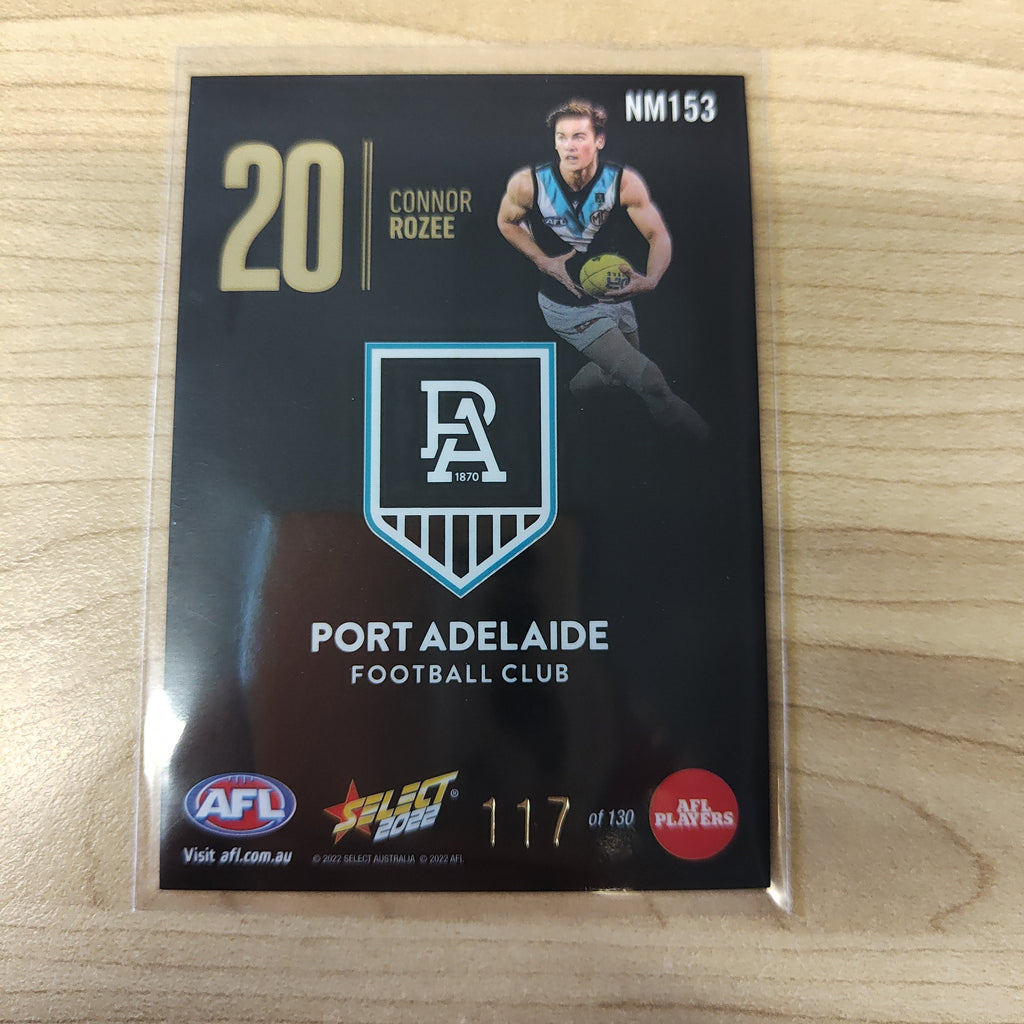 NM153
20
CONNOR
ROZEE
AFL
PA
1870
PORT ADELAIDE
FOOTBALL CLUB
AFL
SELECT®
2022
117 of 130
AFL
PLAYERS
Visit afl.com.au
© 2022 SELECT AUSTRALIA © 2022 AFL